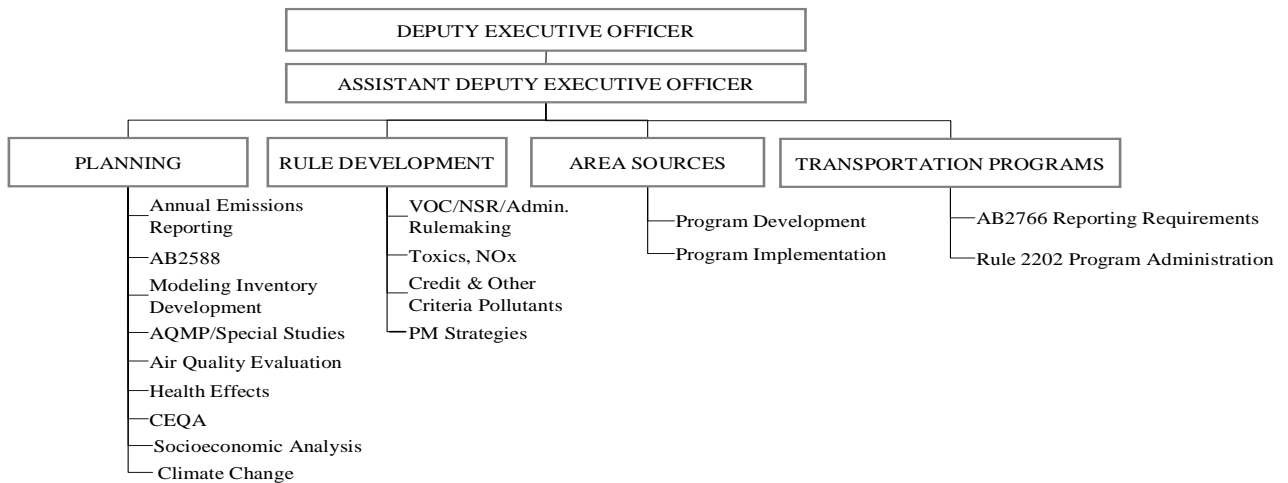 DEPUTY EXECUTIVE OFFICER
ASSISTANT DEPUTY EXECUTIVE OFFICER
PLANNING
Annual Emissions
Reporting
AB2588
Modeling Inventory
Development
AQMP/Special Studies
Air Quality Evaluation
Health Effects
CEQA
Socioeconomic Analysis
Climate Change
RULE DEVELOPMENT
VOC/NSR/Admin.
Rulemaking
Toxics, NOx
Credit & Other
Criteria Pollutants
PM Strategies
AREA SOURCES
Program Development
Program Implementation
TRANSPORTATION PROGRAMS
AB2766 Reporting Requirements
Rule 2202 Program Administration